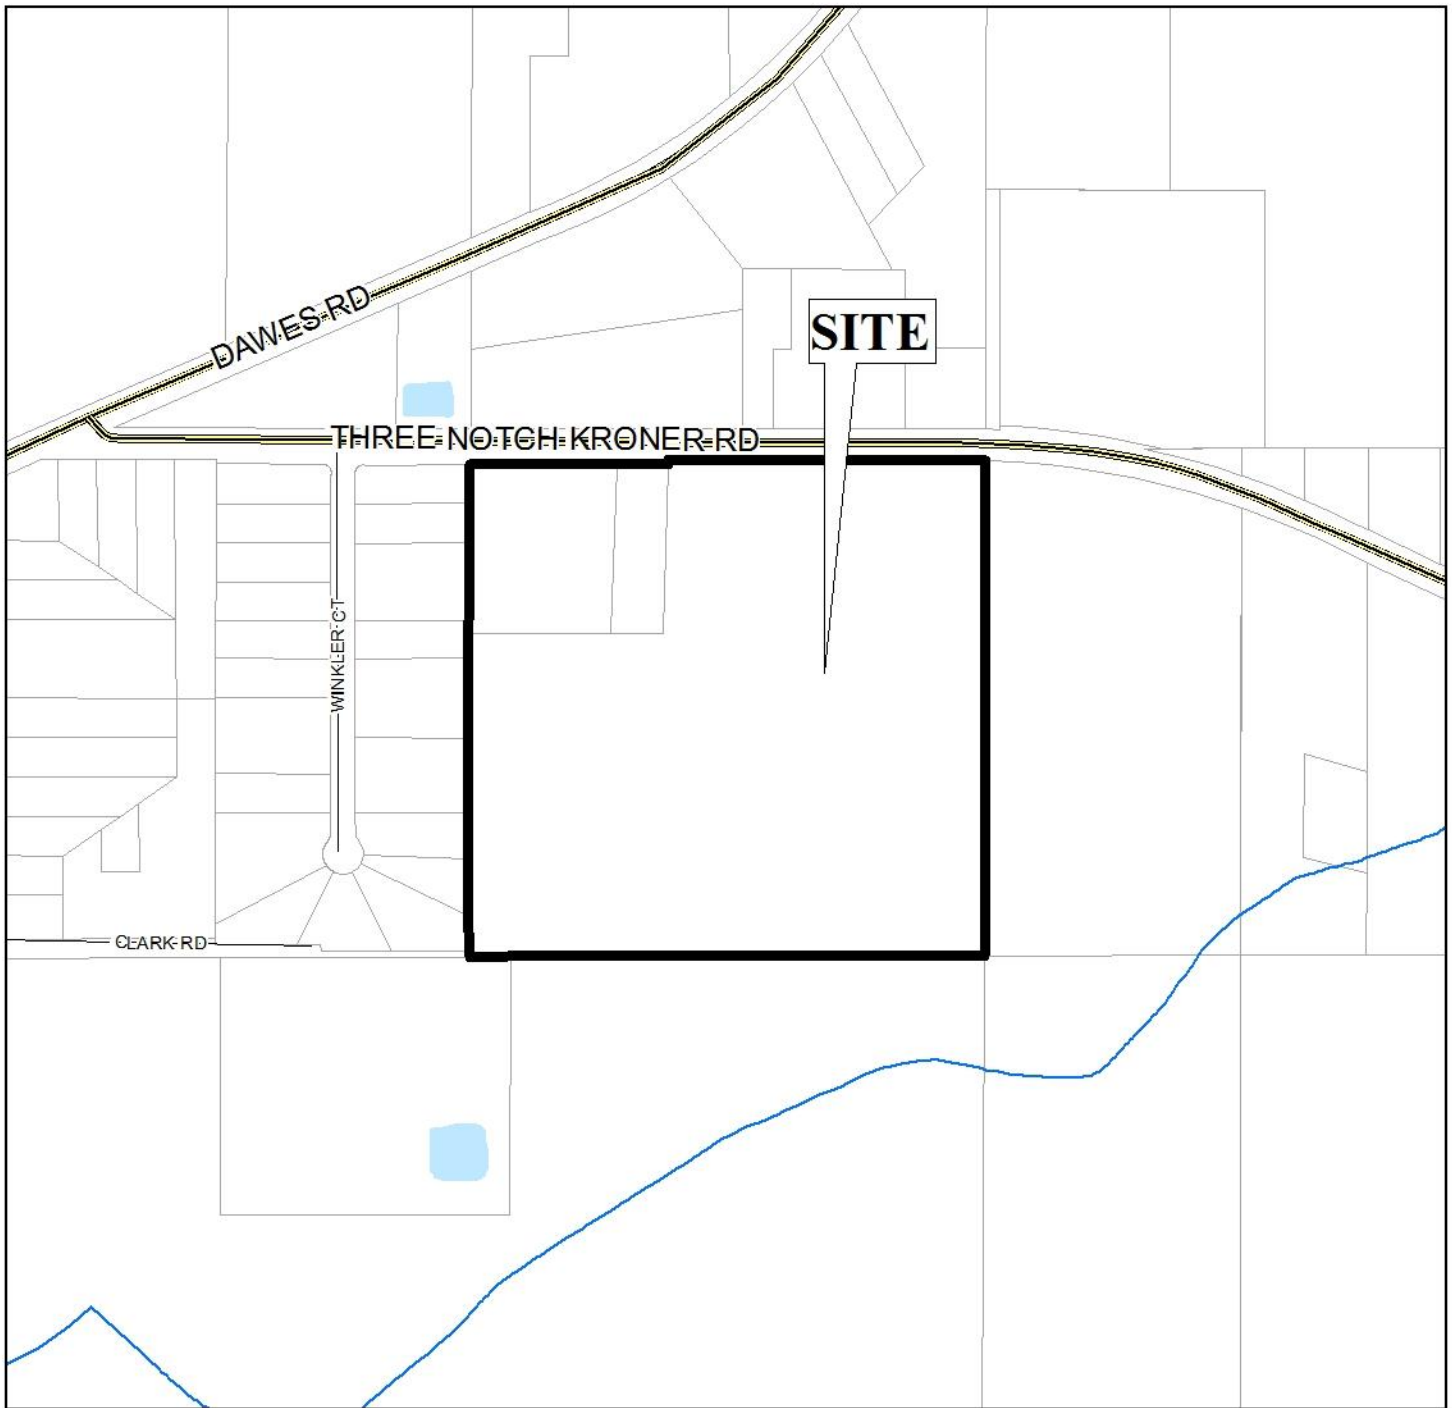 DAWES RD
SITE
THREE NOTCH KRONER RD
WINKLER CT
CLARK RD